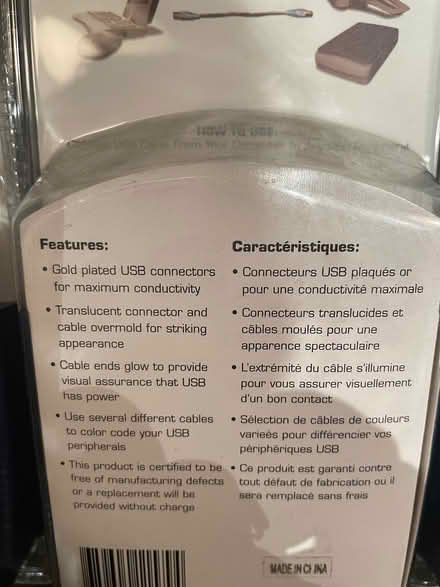 HOW TO USE:
Features:
• Gold plated USB connectors
for maximum conductivity
• Translucent connector and
cable overmold for striking
appearance
• Cable ends glow to provide
visual assurance that USB
has power
• Use several different cables
to color code your USB
peripherals
• This product is certified to be
free of manufacturing defects
or a replacement will be
provided without charge
Caractéristiques:
• Connecteurs USB plaqués or
pour une conductivité maximale
• Connecteurs translucides et
câbles moulés pour une
apparence spectaculaire
• L'extrémité du câble s'illumine
pour vous assurer visuellement
d'un bon contact
• Sélection de câbles de couleurs
varieés pour différencier vos
périphériques USB
• Ce produit est garanti contre
tout défaut de fabrication ou il
sera remplacé sans frais
MADE IN CHINA